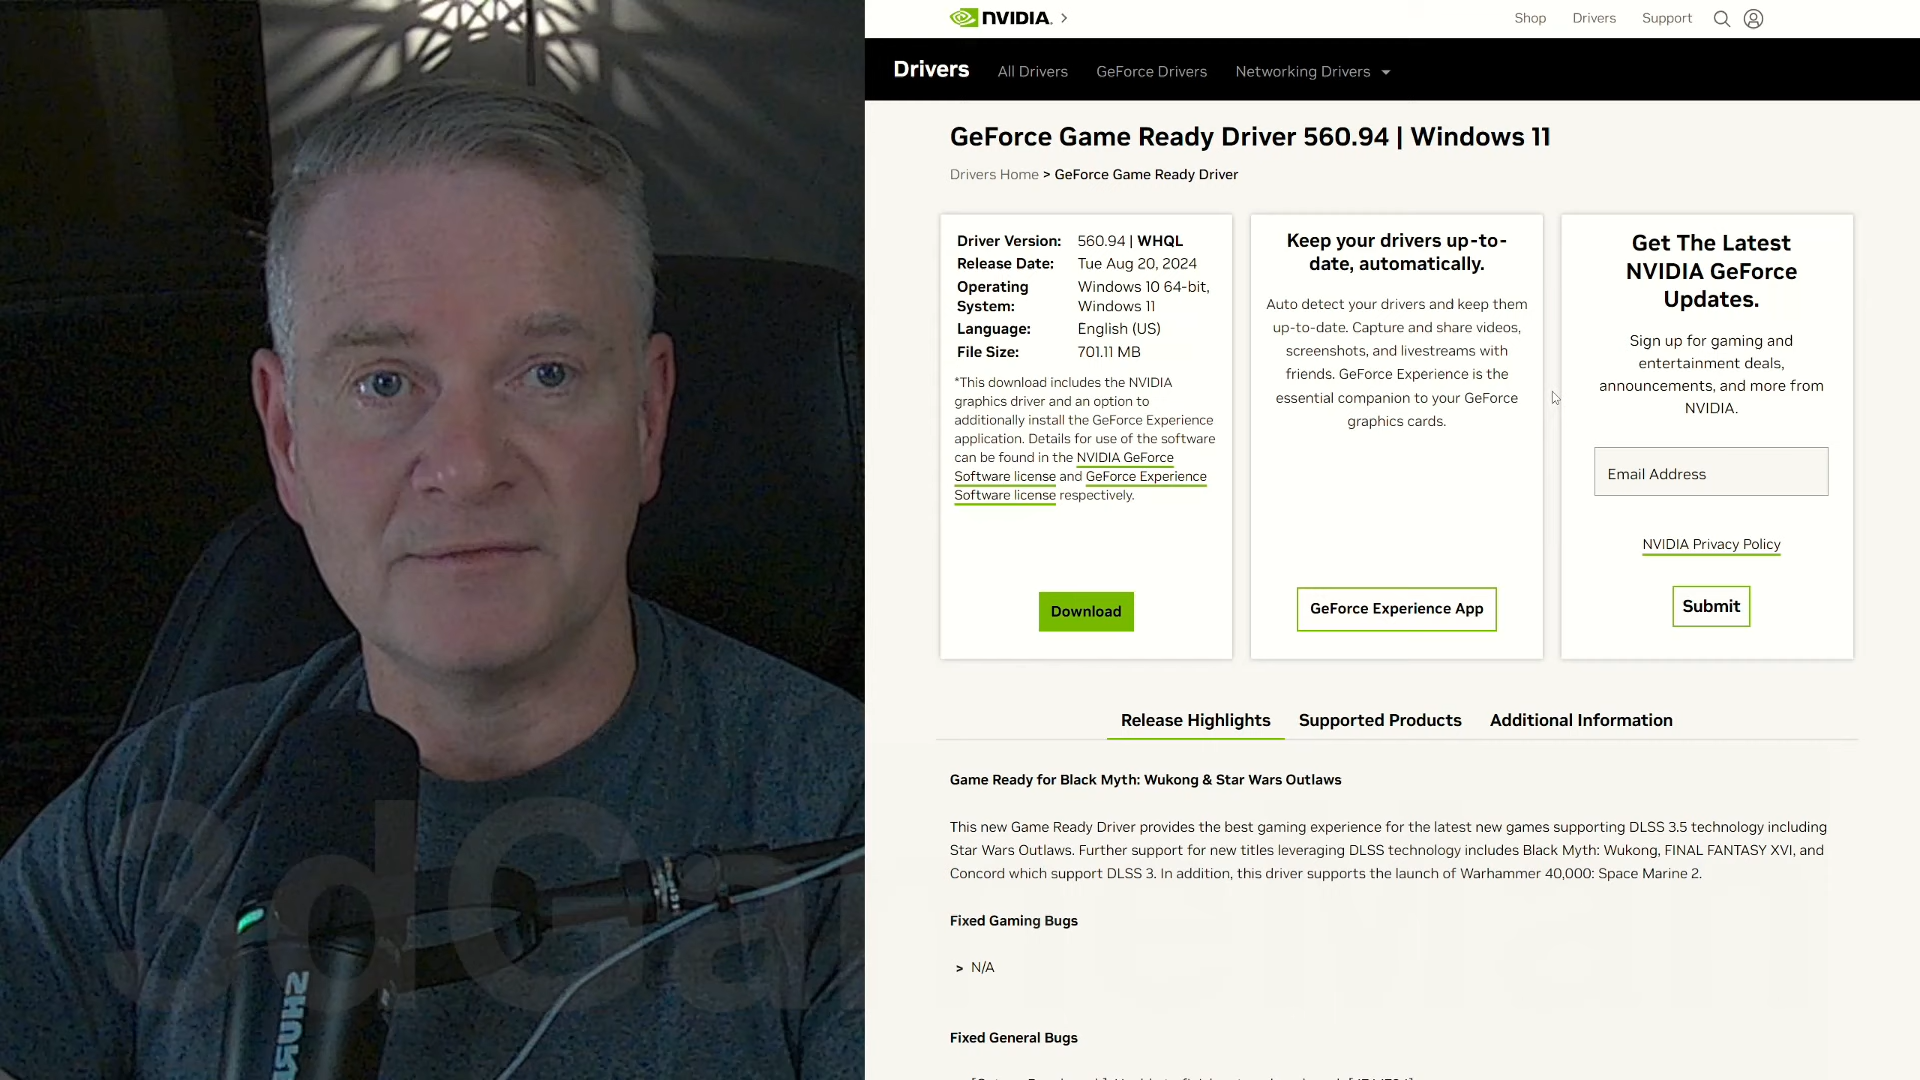 NVIDIA.
Shop
Drivers
Support
Drivers
All Drivers
GeForce Drivers
Networking Drivers
GeForce Game Ready Driver 560.94 | Windows 11
Drivers Home > GeForce Game Ready Driver
Driver Version: 560.94 | WHQL
Release Date: Tue Aug 20, 2024
Operating System: Windows 10 64-bit, Windows 11
Language: English (US)
File Size: 701.11 MB
*This download includes the NVIDIA
graphics driver and an option to
additionally install the GeForce Experience
application. Details for use of the software
can be found in the NVIDIA GeForce
Software license and GeForce Experience
Software license respectively.
Download
Keep your drivers up-to-
date, automatically.
Auto detect your drivers and keep them
up-to-date. Capture and share videos,
screenshots, and livestreams with
friends. GeForce Experience is the
essential companion to your GeForce
graphics cards.
GeForce Experience App
Get The Latest
NVIDIA GeForce
Updates.
Sign up for gaming and
entertainment deals,
announcements, and more from
NVIDIA.
Email Address
NVIDIA Privacy Policy
Submit
Release Highlights
Supported Products
Additional Information
Game Ready for Black Myth: Wukong & Star Wars Outlaws
This new Game Ready Driver provides the best gaming experience for the latest new games supporting DLSS 3.5 technology including
Star Wars Outlaws. Further support for new titles leveraging DLSS technology includes Black Myth: Wukong, FINAL FANTASY XVI, and
Concord which support DLSS 3. In addition, this driver supports the launch of Warhammer 40,000: Space Marine 2.
Fixed Gaming Bugs
> N/A
Fixed General Bugs
3dGa
SHURE